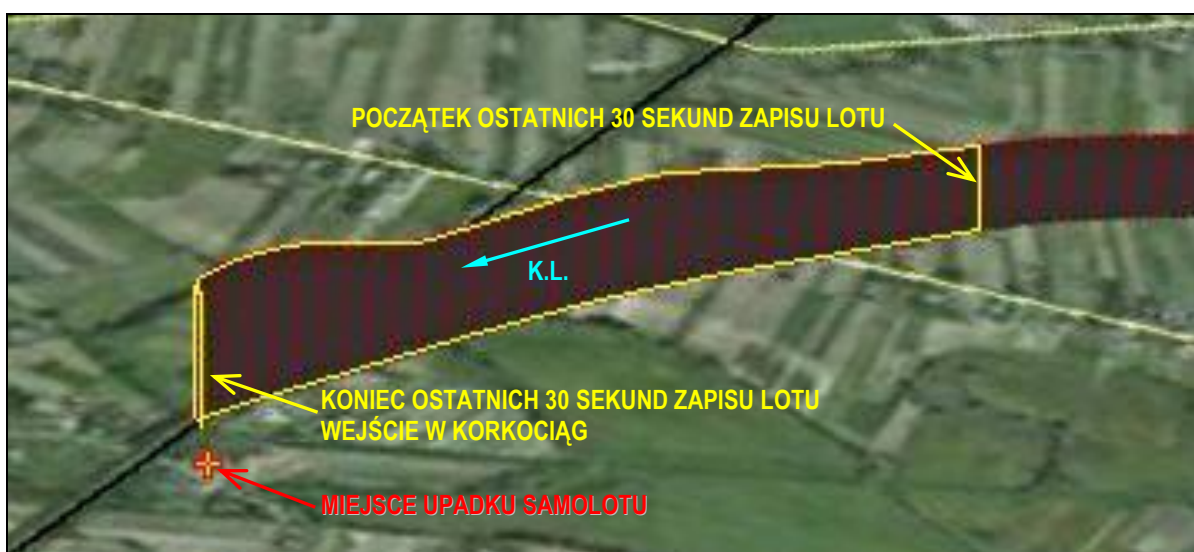 POCZĄTEK OSTATNICH 30 SEKUND ZAPISU LOTU
K.L.
KONIEC OSTATNICH 30 SEKUND ZAPISU LOTU
WEJŚCIE W KORKOCIĄG
MIEJSCE UPADKU SAMOLOTU